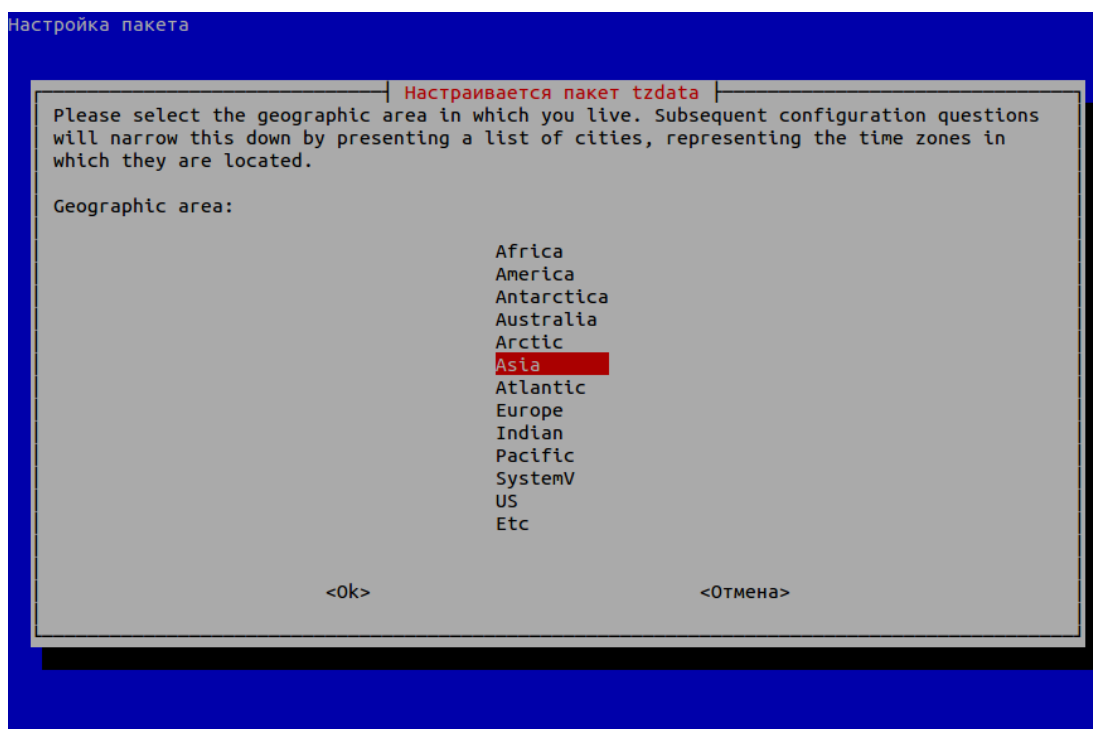 Настройка пакета
Настраивается пакет tzdata
Please select the geographic area in which you live. Subsequent configuration questions
will narrow this down by presenting a list of cities, representing the time zones in
which they are located.
Geographic area:
Africa
America
Antarctica
Australia
Arctic
Asia
Atlantic
Europe
Indian
Pacific
SystemV
US
Etc
<Ok> <Отмена>